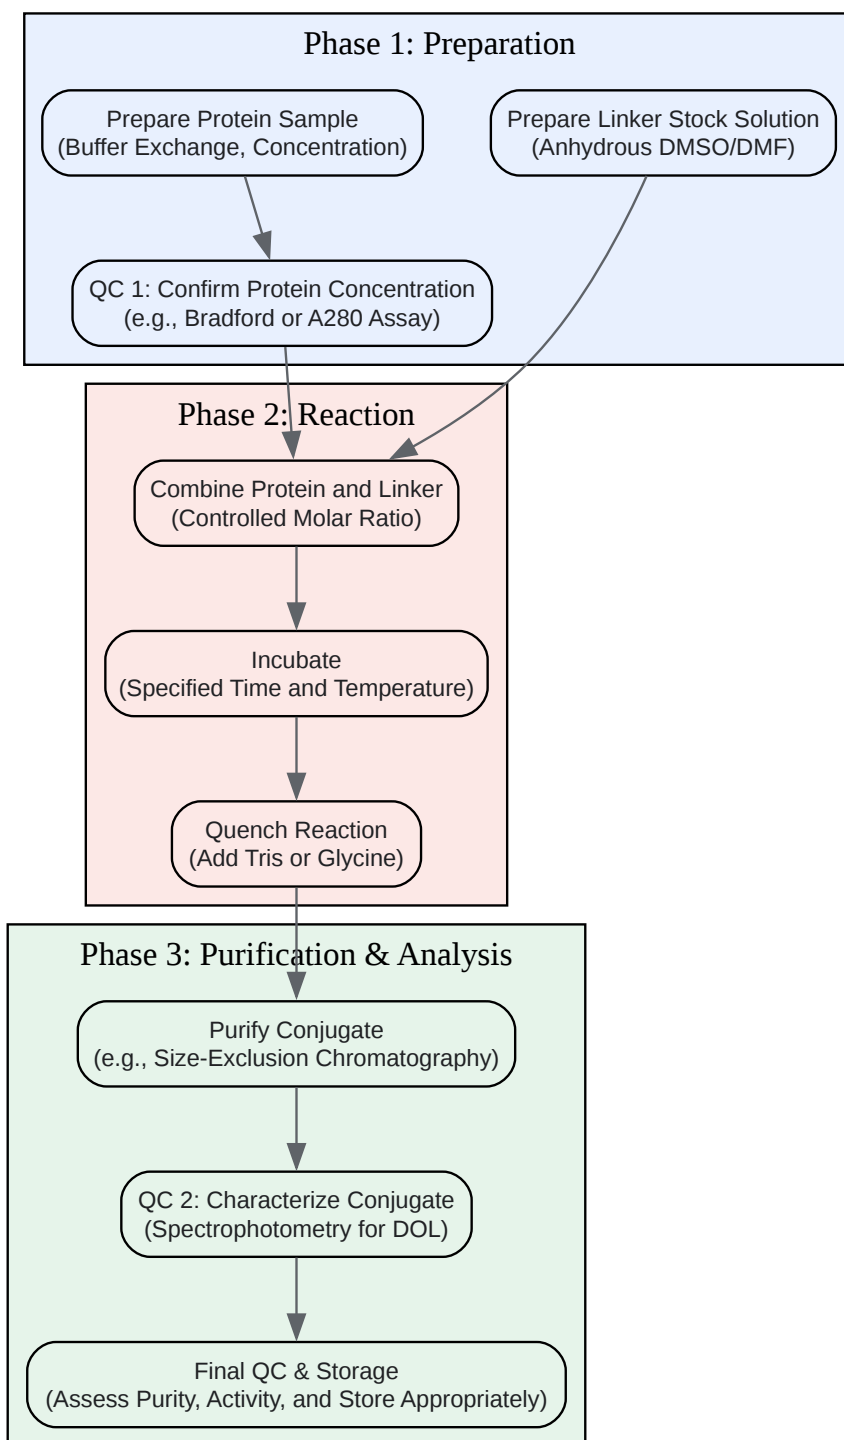 Phase 1: Preparation
Prepare Protein Sample
(Buffer Exchange, Concentration)
Prepare Linker Stock Solution
(Anhydrous DMSO/DMF)
QC 1: Confirm Protein Concentration
(e.g., Bradford or A280 Assay)
Phase 2: Reaction
Combine Protein and Linker
(Controlled Molar Ratio)
Incubate
(Specified Time and Temperature)
Quench Reaction
(Add Tris or Glycine)
Phase 3: Purification & Analysis
Purify Conjugate
(e.g., Size-Exclusion Chromatography)
QC 2: Characterize Conjugate
(Spectrophotometry for DOL)
Final QC & Storage
(Assess Purity, Activity, and Store Appropriately)